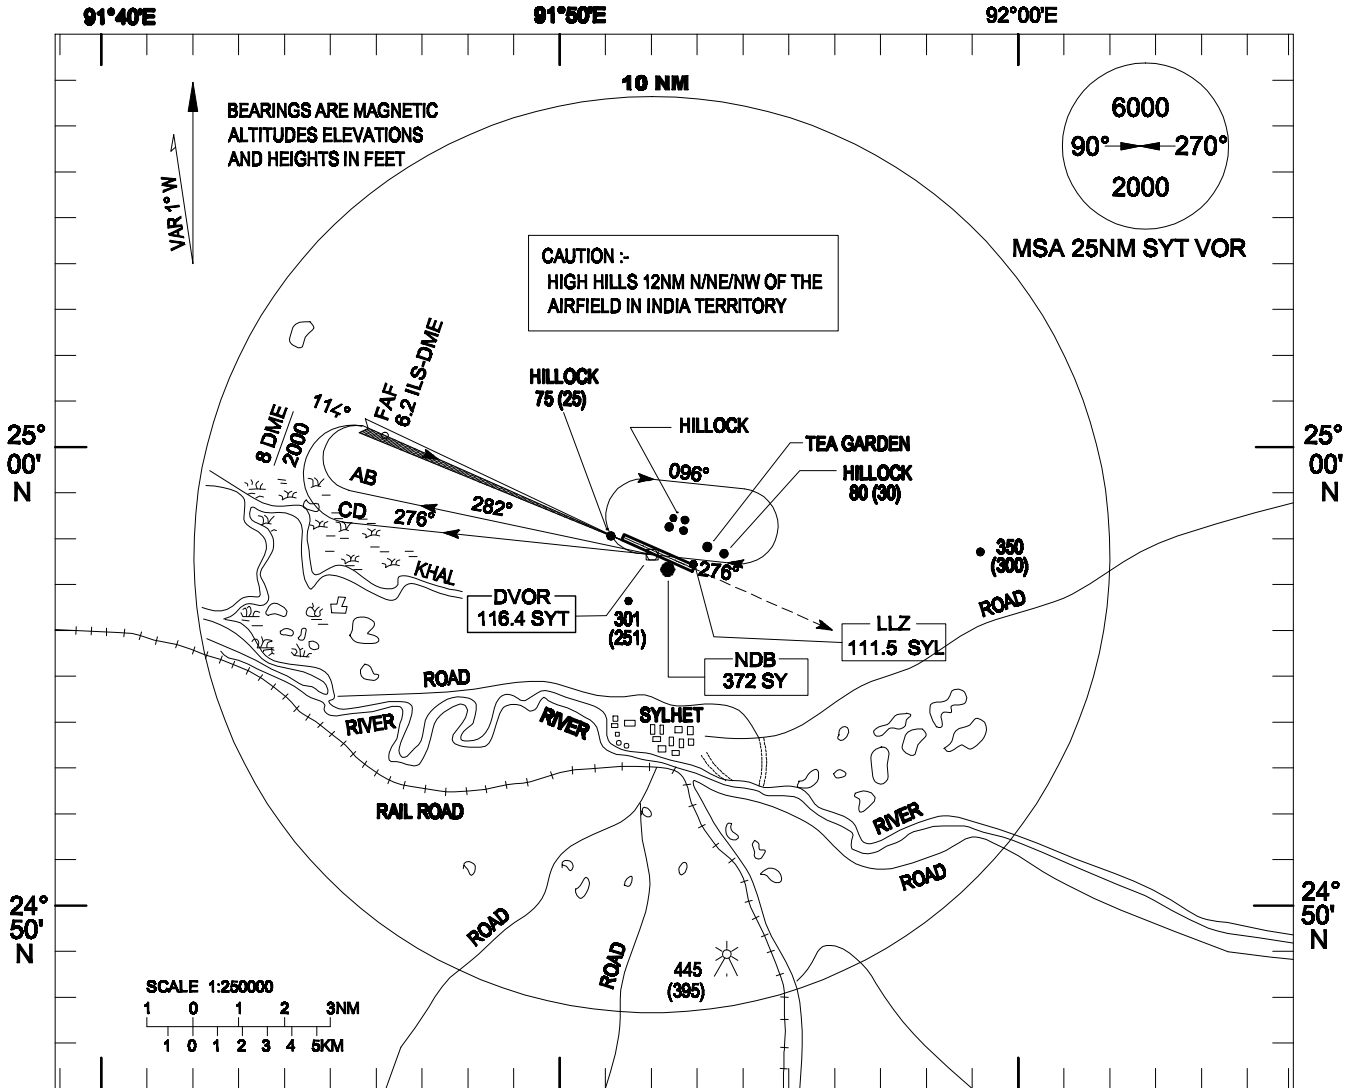 91°40'E
91°50'E
92°00'E
10 NM
BEARINGS ARE MAGNETIC
ALTITUDES ELEVATIONS
AND HEIGHTS IN FEET
VAR 1° W
6000
90°
270°
2000
MSA 25NM SYT VOR
CAUTION :-
HIGH HILLS 12NM N/NE/NW OF THE
AIRFIELD IN INDIA TERRITORY
FAF
6.2 ILS-DME
114°
8 DME
2000
HILLOCK
75 (25)
HILLOCK
TEA GARDEN
HILLOCK
80 (30)
096°
25°
00'
N
25°
00'
N
AB
CD
282°
276°
276°
350
(300)
KHAL
DVOR
116.4 SYT
301
(251)
LLZ
111.5 SYL
NDB
372 SY
ROAD
ROAD
RIVER
RIVER
SYLHET
RAIL ROAD
RIVER
ROAD
24°
50'
N
24°
50'
N
ROAD
ROAD
445
(395)
SCALE 1:250000
1 0 1 2 3NM
1 0 1 2 3 4 5KM